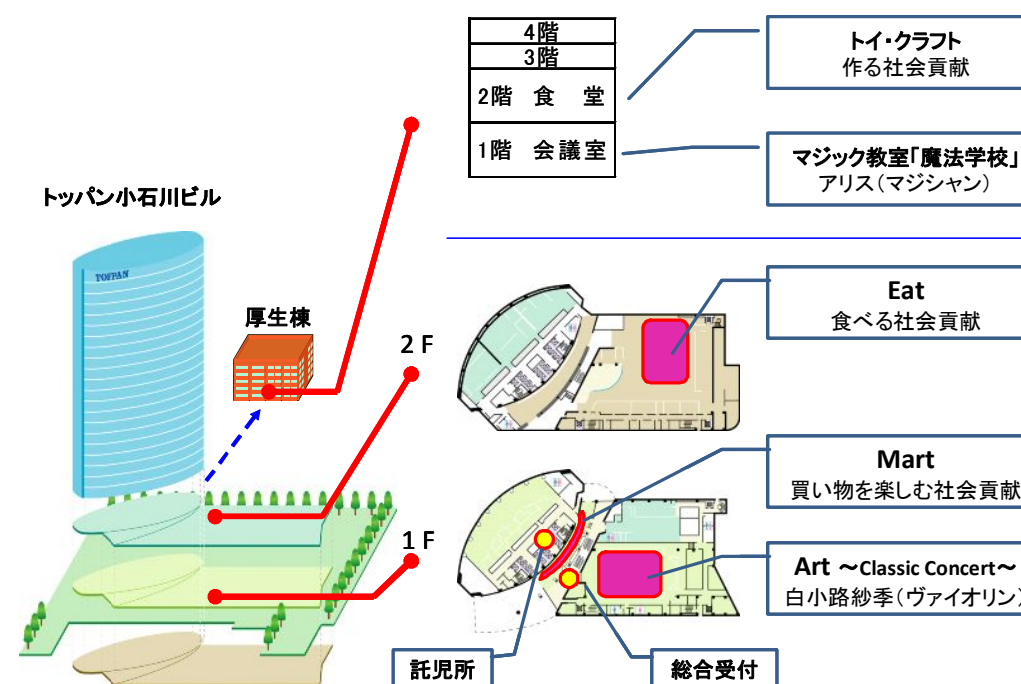 4階
3階
2階 食 堂
1階 会議室
トイ・クラフト
作る社会貢献
マジック教室「魔法学校」
アリス(マジシャン)
トッパン小石川ビル
TOPPAN
厚生棟
2F
1F
Eat
食べる社会貢献
Mart
買い物を楽しむ社会貢献
Art ~Classic Concert~
白小路紗季(ヴァイオリン)
託児所
総合受付